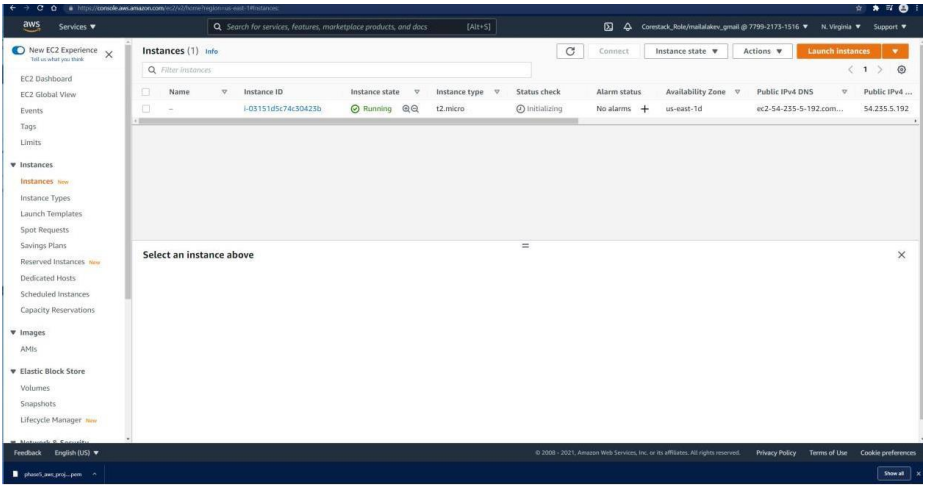 https://console.aws.amazon.com/ec2/v2/home?region=us-east-1#Instances:
aws Services ▼ Search for services, features, marketplace products, and docs [Alt+S] Corestack_Role/mailalakev_gmail @ 7799-2173-1516 ▼ N. Virginia ▼ Support ▼
New EC2 Experience
Tell us what you think
EC2 Dashboard
EC2 Global View
Events
Tags
Limits
Instances
Instances New
Instance Types
Launch Templates
Spot Requests
Savings Plans
Reserved Instances New
Dedicated Hosts
Scheduled Instances
Capacity Reservations
Images
AMIs
Elastic Block Store
Volumes
Snapshots
Lifecycle Manager New
Network & Security
Instances (1) Info
Connect Instance state ▼ Actions ▼ Launch instances ▼
Filter instances
1
Name Instance ID Instance state Instance type Status check Alarm status Availability Zone Public IPv4 DNS Public IPv4 ...
– i-03151d5c74c30423b Running t2.micro Initializing No alarms + us-east-1d ec2-54-235-5-192.com... 54.235.5.192
Select an instance above
Feedback English (US) ▼ © 2008 - 2021, Amazon Web Services, Inc. or its affiliates. All rights reserved. Privacy Policy Terms of Use Cookie preferences
phase5_aws_proj....pem Show all